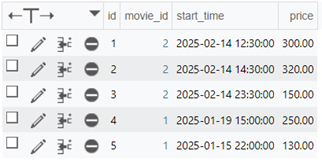 id movie_id start_time price
1 2 2025-02-14 12:30:00 300.00
2 2 2025-02-14 14:30:00 320.00
3 2 2025-02-14 23:30:00 150.00
4 1 2025-01-19 15:00:00 250.00
5 1 2025-01-15 22:00:00 130.00